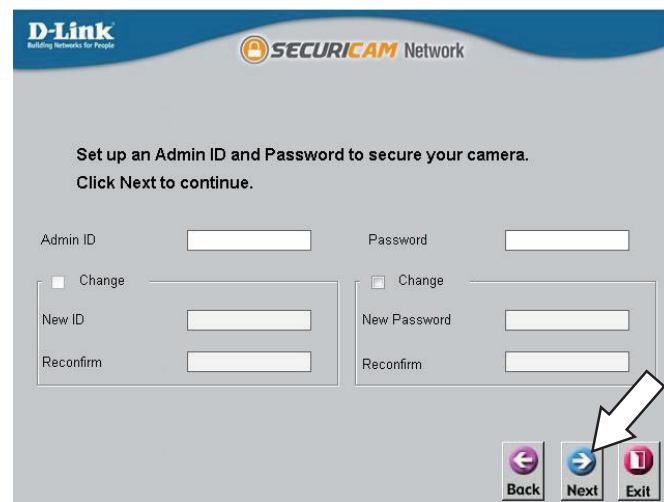 D-Link
Building Networks for People
SECURICAM Network
Set up an Admin ID and Password to secure your camera.
Click Next to continue.
Admin ID
Password
Change
Change
New ID
New Password
Reconfirm
Reconfirm
Back
Next
Exit